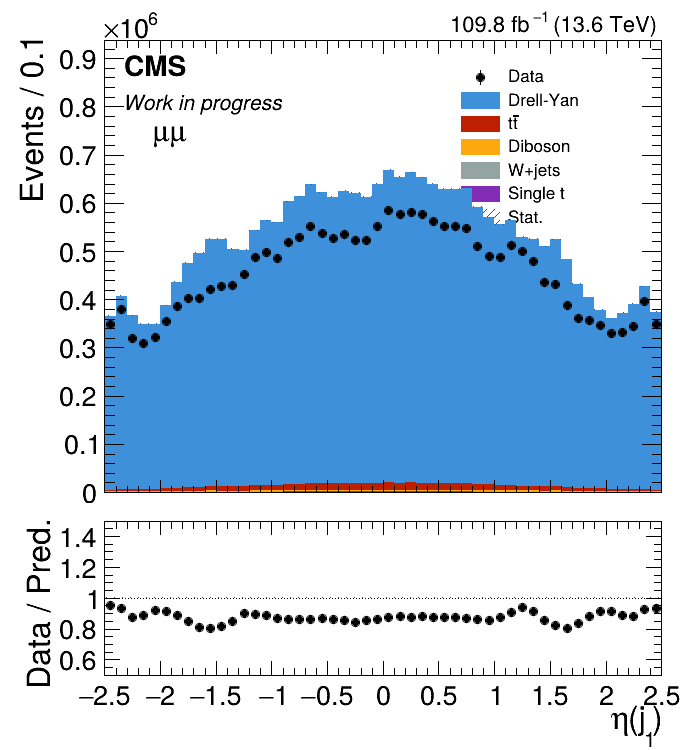 ×10⁶
109.8 fb⁻¹ (13.6 TeV)
CMS
Work in progress
μμ
Data
Drell-Yan
tt̄
Diboson
W+jets
Single t
Stat.
Events / 0.1
0.9
0.8
0.7
0.6
0.5
0.4
0.3
0.2
0.1
0
Data / Pred.
1.4
1.2
1
0.8
0.6
−2.5 −2 −1.5 −1 −0.5 0 0.5 1 1.5 2 2.5
η(j₁)